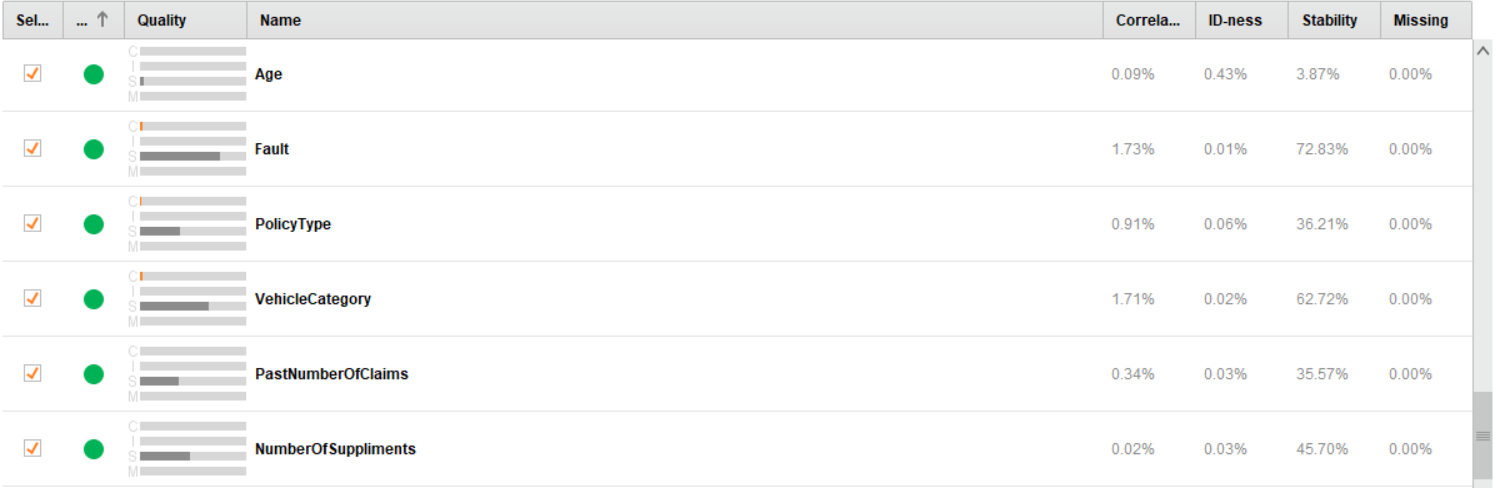 Sel... ... ↑ Quality Name Correla... ID-ness Stability Missing
C
I
S
M
Age 0.09% 0.43% 3.87% 0.00%
C
I
S
M
Fault 1.73% 0.01% 72.83% 0.00%
C
I
S
M
PolicyType 0.91% 0.06% 36.21% 0.00%
C
I
S
M
VehicleCategory 1.71% 0.02% 62.72% 0.00%
C
I
S
M
PastNumberOfClaims 0.34% 0.03% 35.57% 0.00%
C
I
S
M
NumberOfSuppliments 0.02% 0.03% 45.70% 0.00%